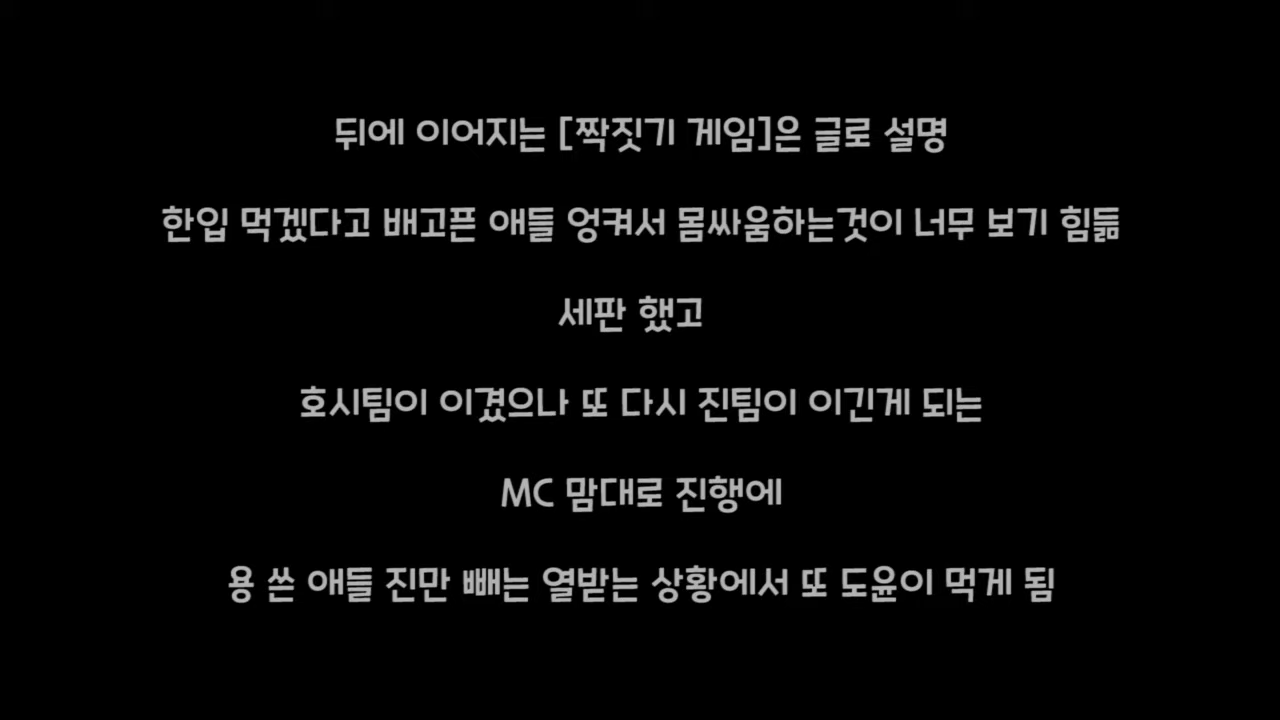 뒤에 이어지는 [짝짓기 게임]은 글로 설명
한입 먹겠다고 배고픈 애들 엉켜서 몸싸움하는것이 너무 보기 힘듦
세판 했고
호시팀이 이겼으나 또 다시 진팀이 이긴게 되는
MC 맘대로 진행에
용 쓴 애들 진만 빼는 열받는 상황에서 또 도윤이 먹게 됨